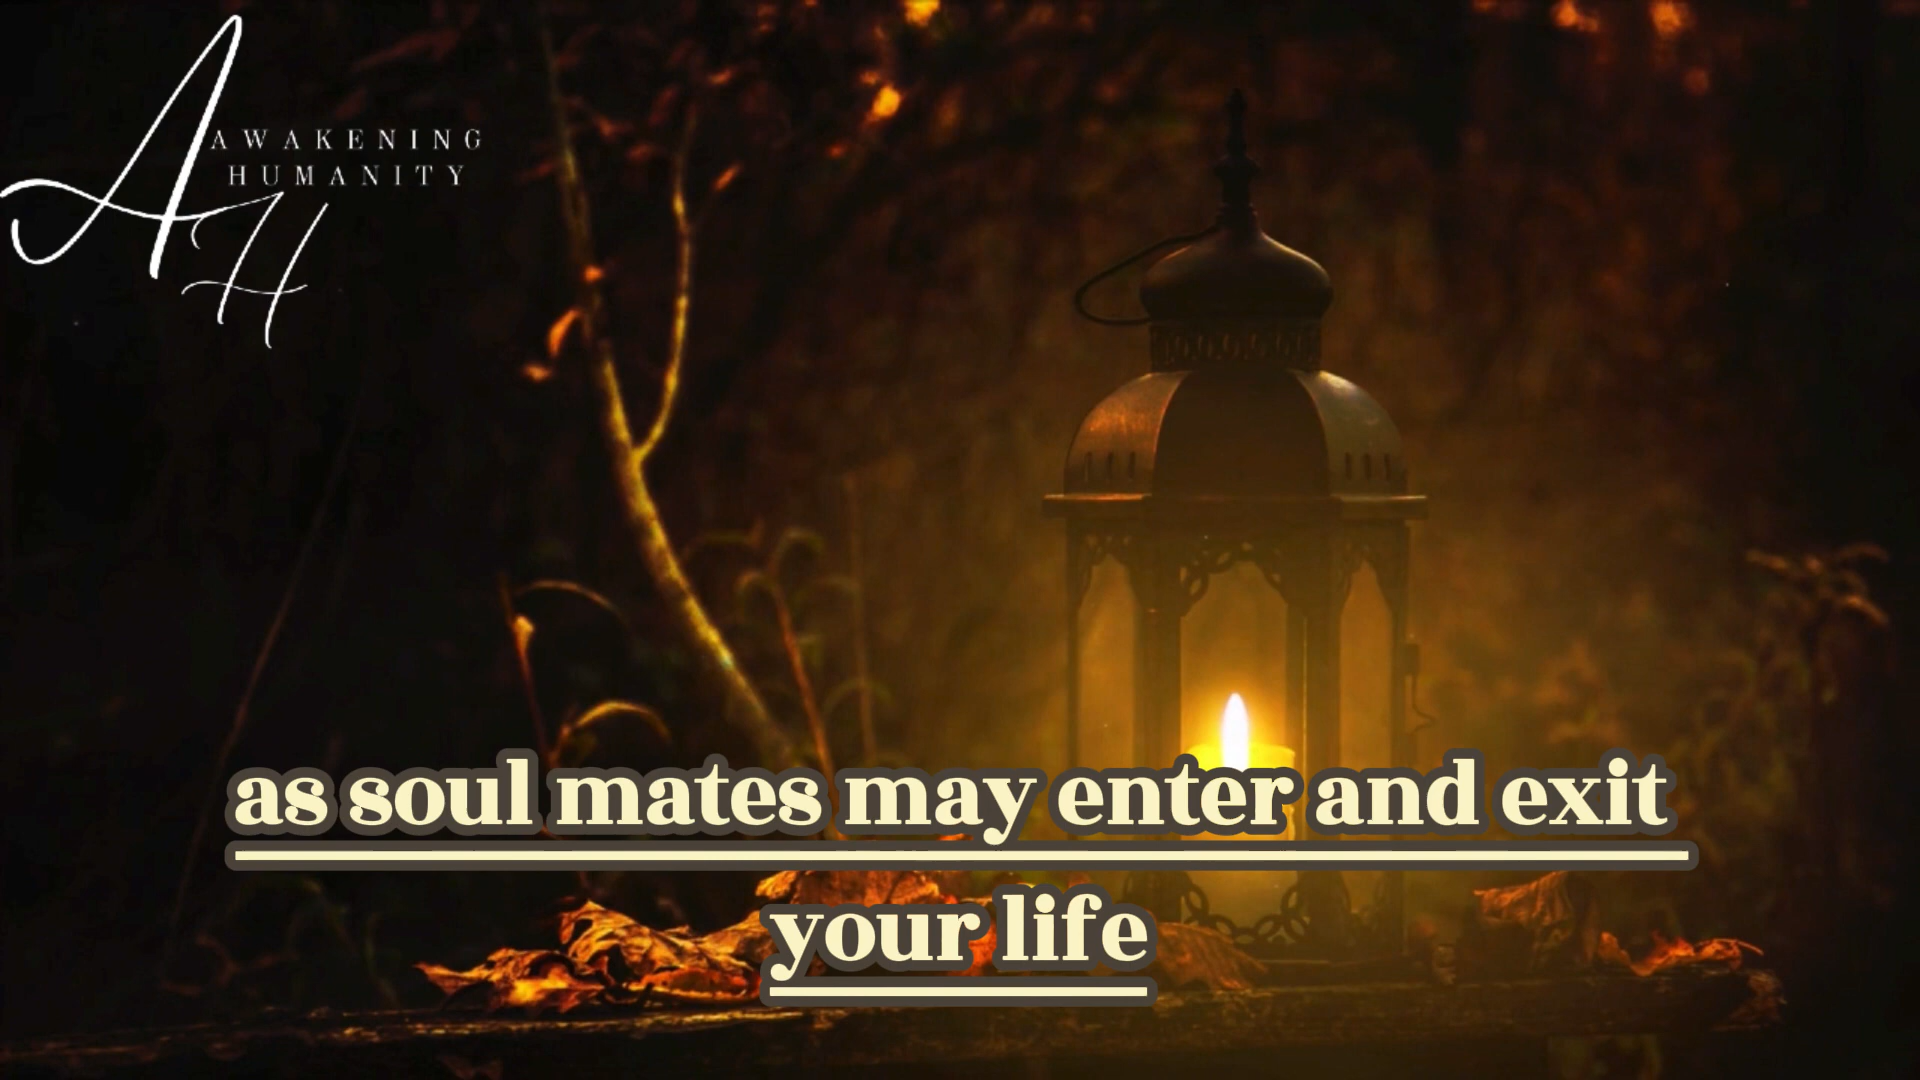 AWAKENING
HUMANITY
AH
as soul mates may enter and exit
your life